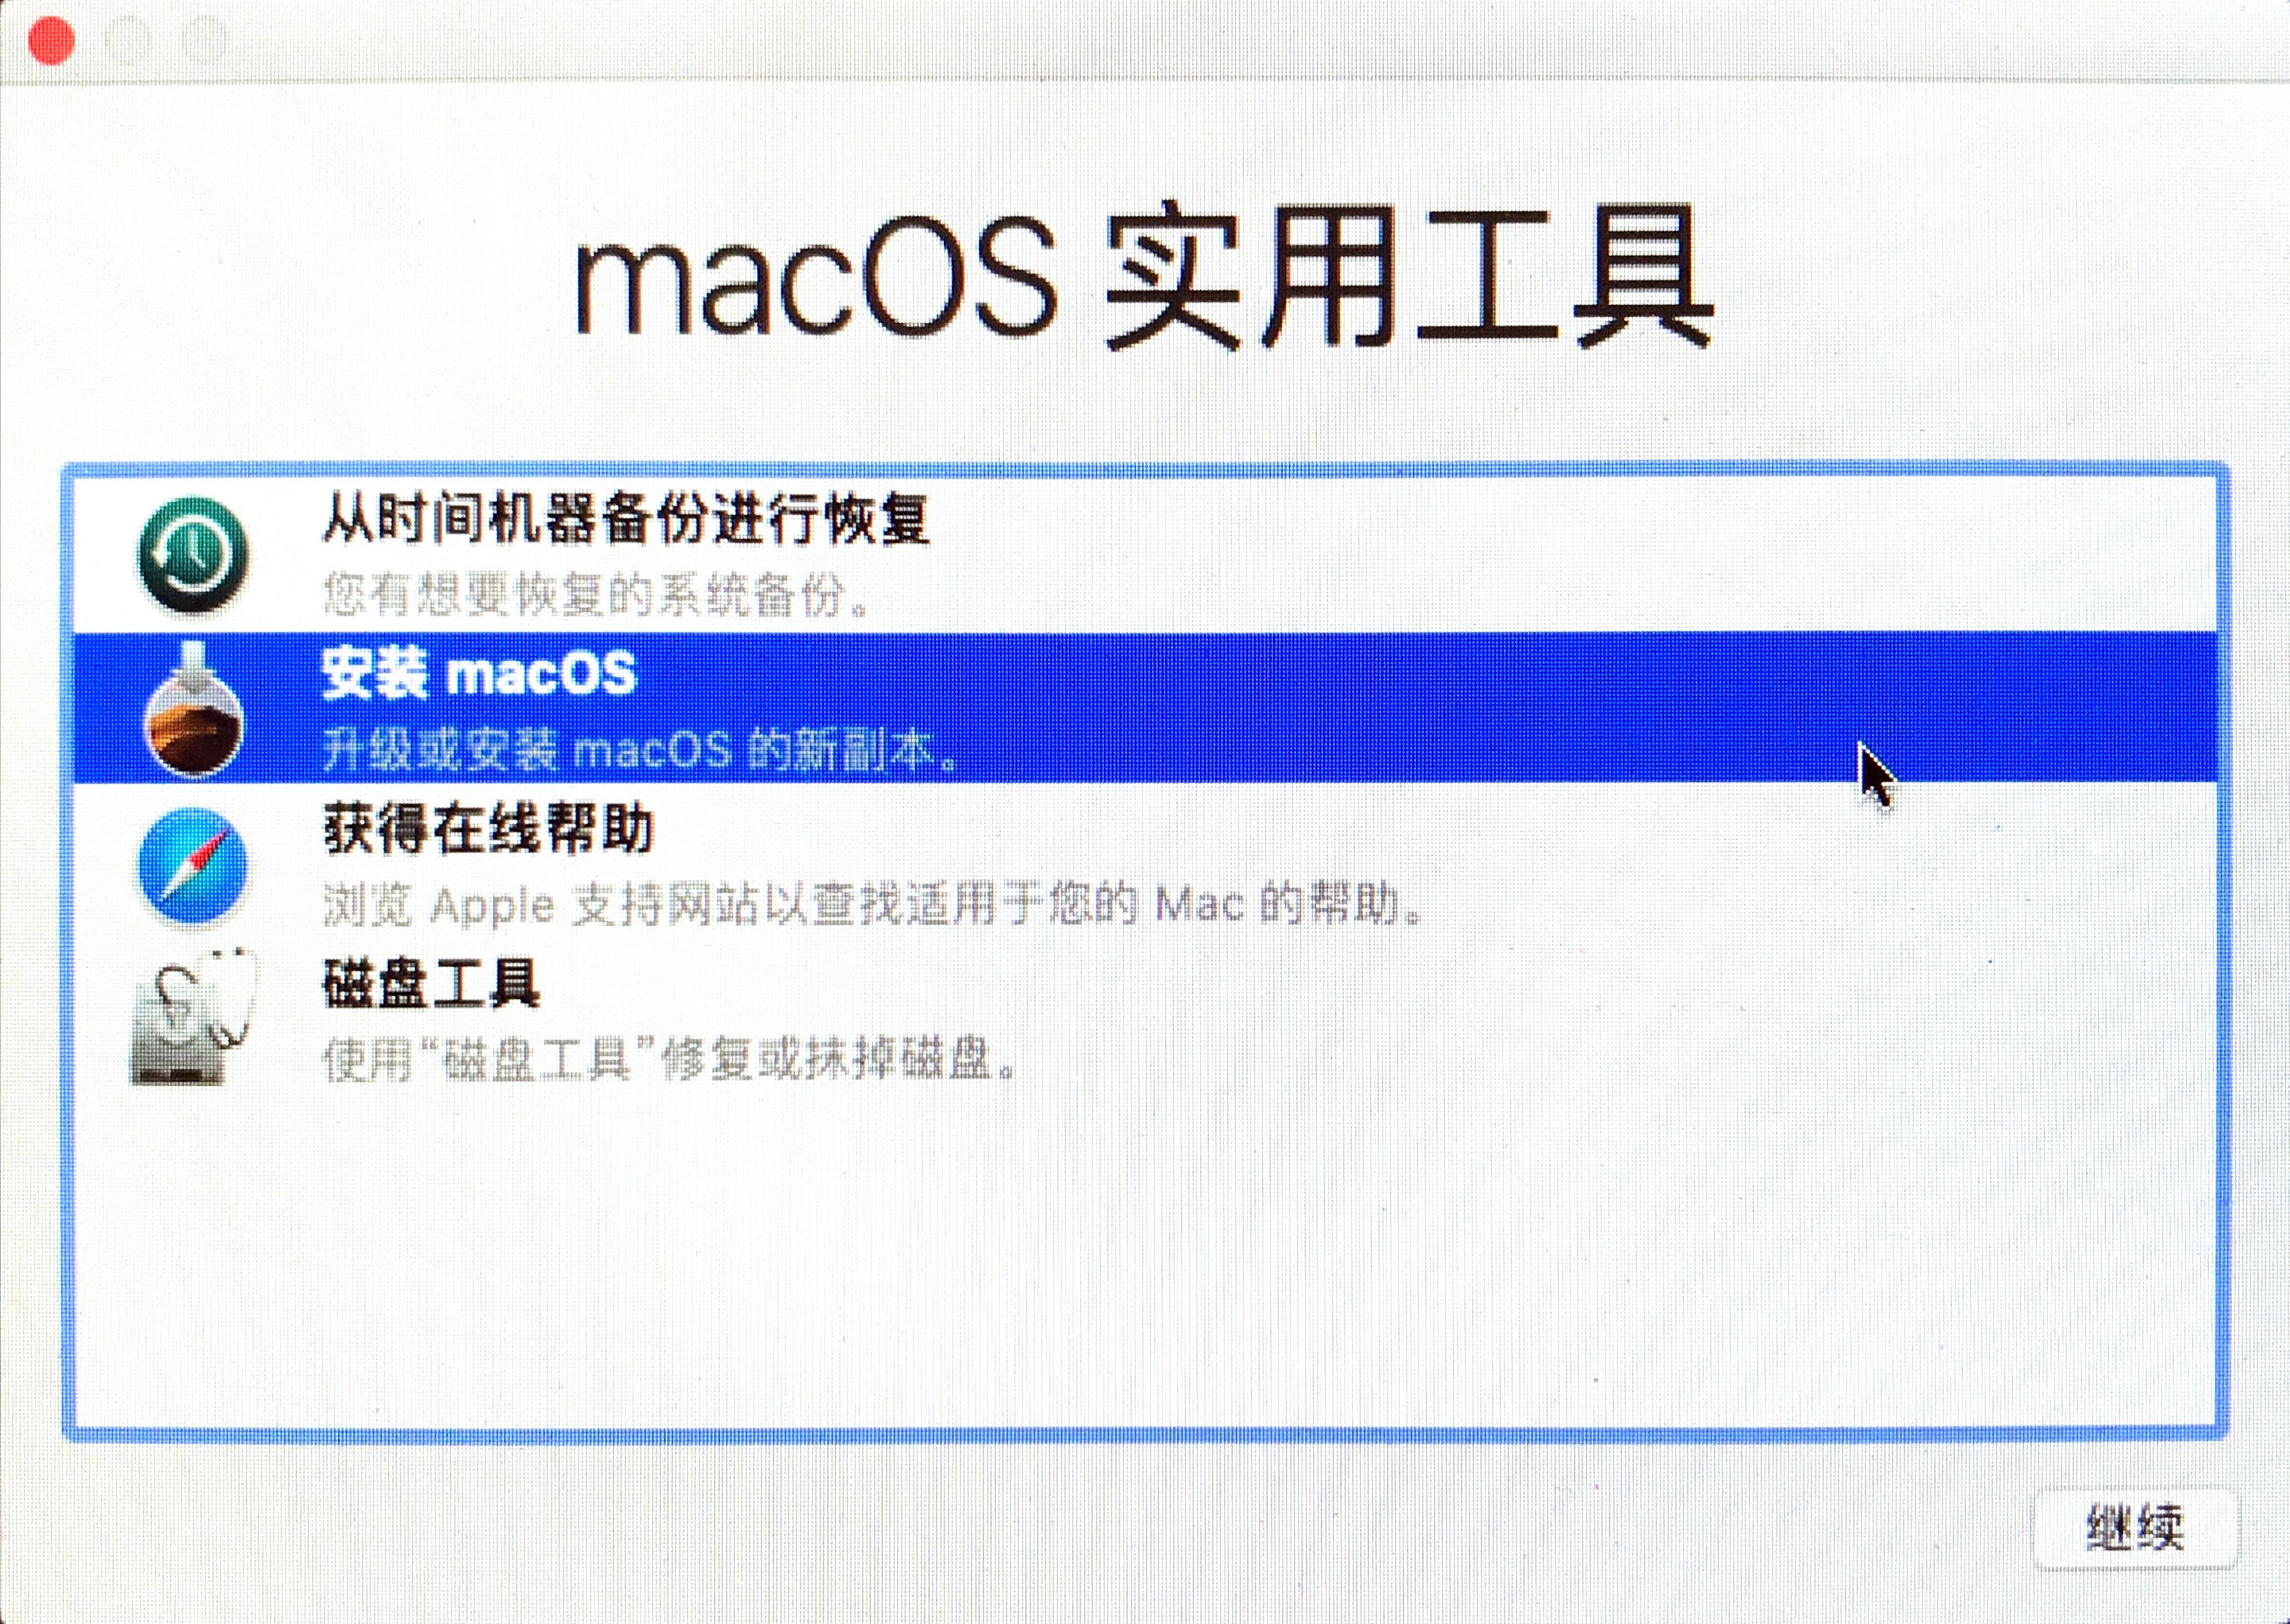 macOS 实用工具
从时间机器备份进行恢复
您有想要恢复的系统备份。
安装 macOS
升级或安装 macOS 的新副本。
获得在线帮助
浏览 Apple 支持网站以查找适用于您的 Mac 的帮助。
磁盘工具
使用“磁盘工具”修复或抹掉磁盘。
继续